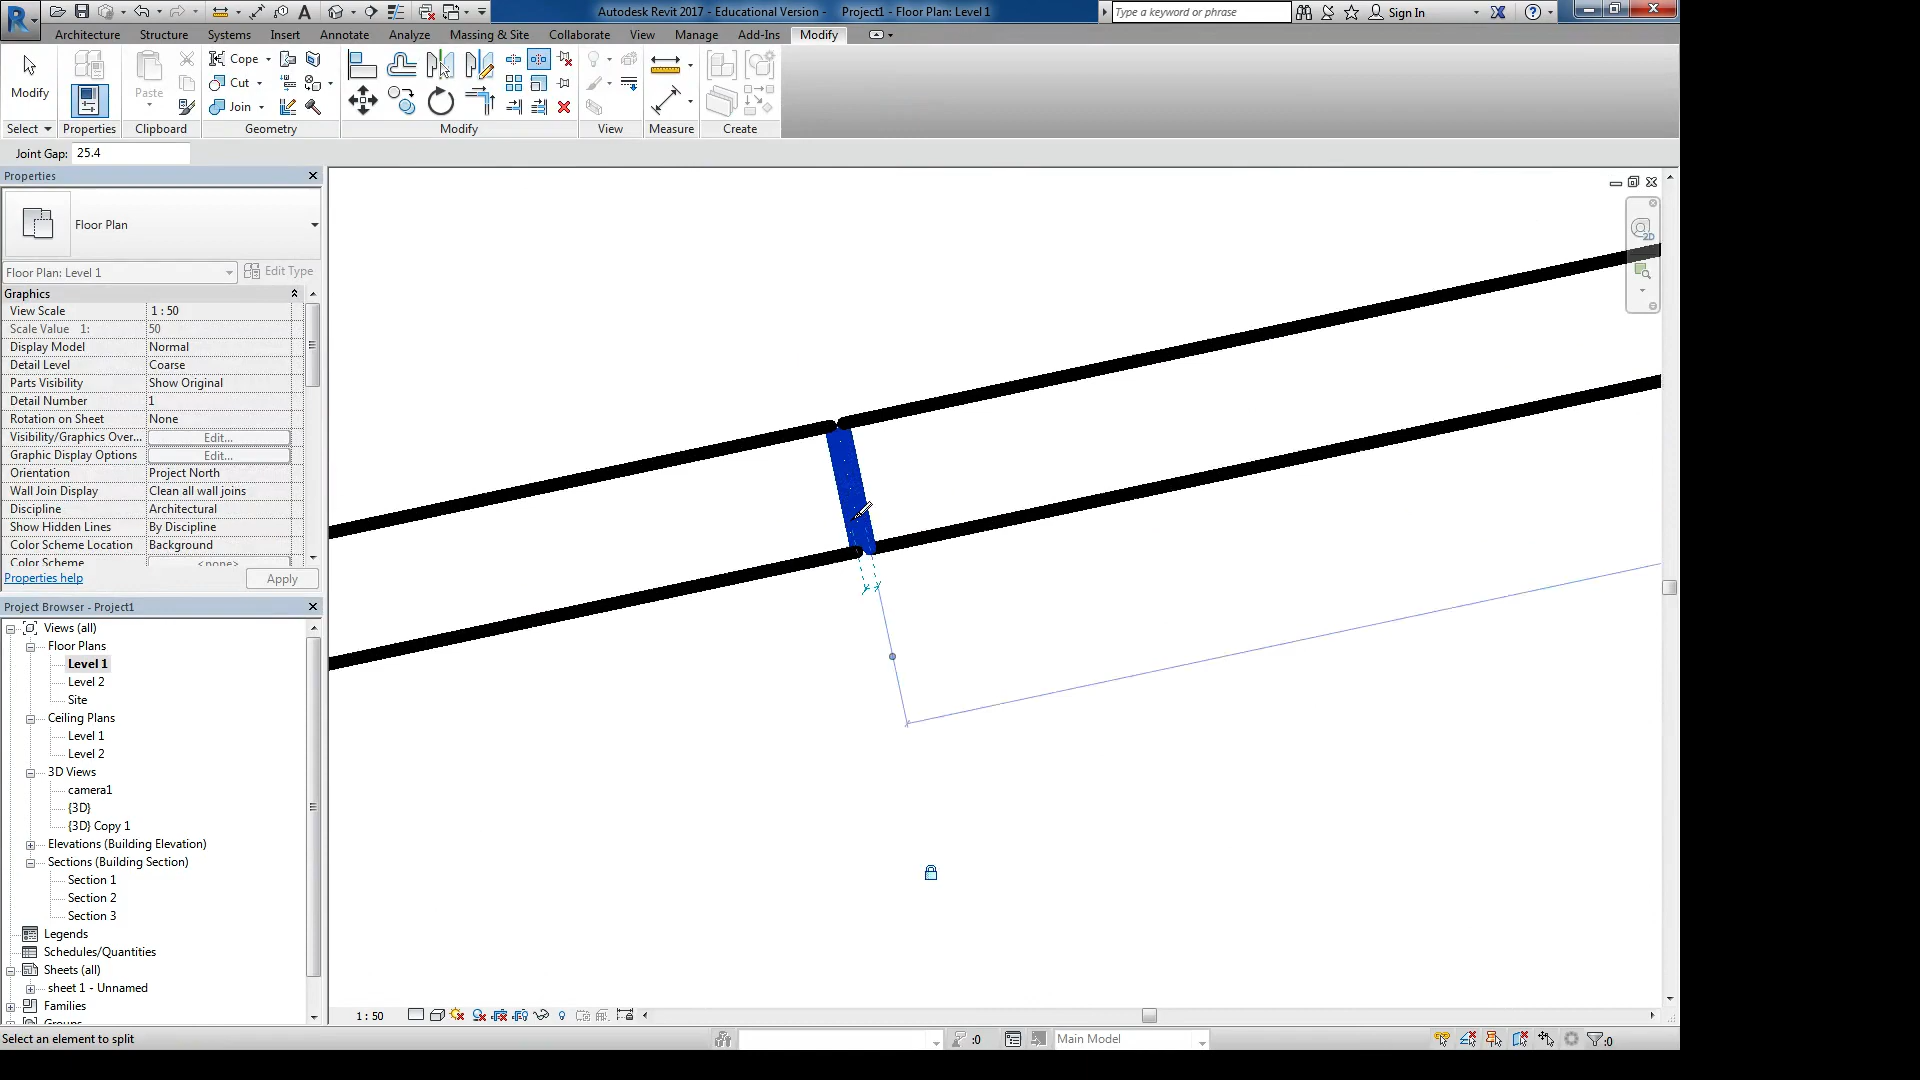 Autodesk Revit 2017 - Educational Version - Project1 - Floor Plan: Level 1
Type a keyword or phrase
Sign In
Architecture Structure Systems Insert Annotate Analyze Massing & Site Collaborate View Manage Add-Ins Modify
Modify
Paste
Cope
Cut
Join
Select Properties Clipboard Geometry Modify View Measure Create
Joint Gap: 25.4
Properties
Floor Plan
Floor Plan: Level 1
Edit Type
Graphics
View Scale 1 : 50
Scale Value 1: 50
Display Model Normal
Detail Level Coarse
Parts Visibility Show Original
Detail Number 1
Rotation on Sheet None
Visibility/Graphics Over... Edit...
Graphic Display Options Edit...
Orientation Project North
Wall Join Display Clean all wall joins
Discipline Architectural
Show Hidden Lines By Discipline
Color Scheme Location Background
Color Scheme <none>
Properties help
Apply
Project Browser - Project1
Views (all)
Floor Plans
Level 1
Level 2
Site
Ceiling Plans
Level 1
Level 2
3D Views
camera1
{3D}
{3D} Copy 1
Elevations (Building Elevation)
Sections (Building Section)
Section 1
Section 2
Section 3
Legends
Schedules/Quantities
Sheets (all)
sheet 1 - Unnamed
Families
Groups
2D
1 : 50
Select an element to split
:0
Main Model
:0